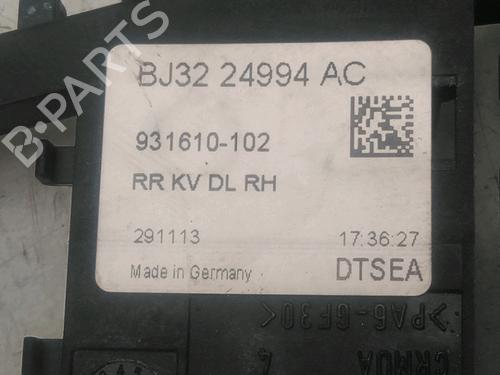 BJ32 24994 AC
931610-102
RR KV DL RH
291113 17:36:27
Made in Germany DTSEA
B-PARTS
>PA6-GF30<